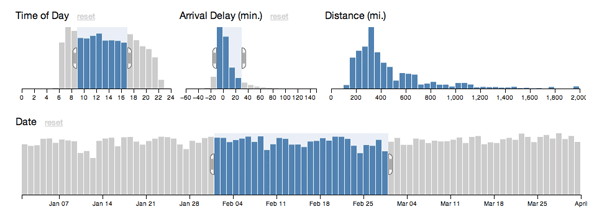 Time of Day reset
Arrival Delay (min.) reset
Distance (mi.)
0 2 4 6 8 10 12 14 16 18 20 22 24
−60 −40 −20 0 20 40 60 80 100 120 140
0 200 400 600 800 1,000 1,200 1,400 1,600 1,800 2,000
Date reset
Jan 07 Jan 14 Jan 21 Jan 28 Feb 04 Feb 11 Feb 18 Feb 25 Mar 04 Mar 11 Mar 18 Mar 25 April